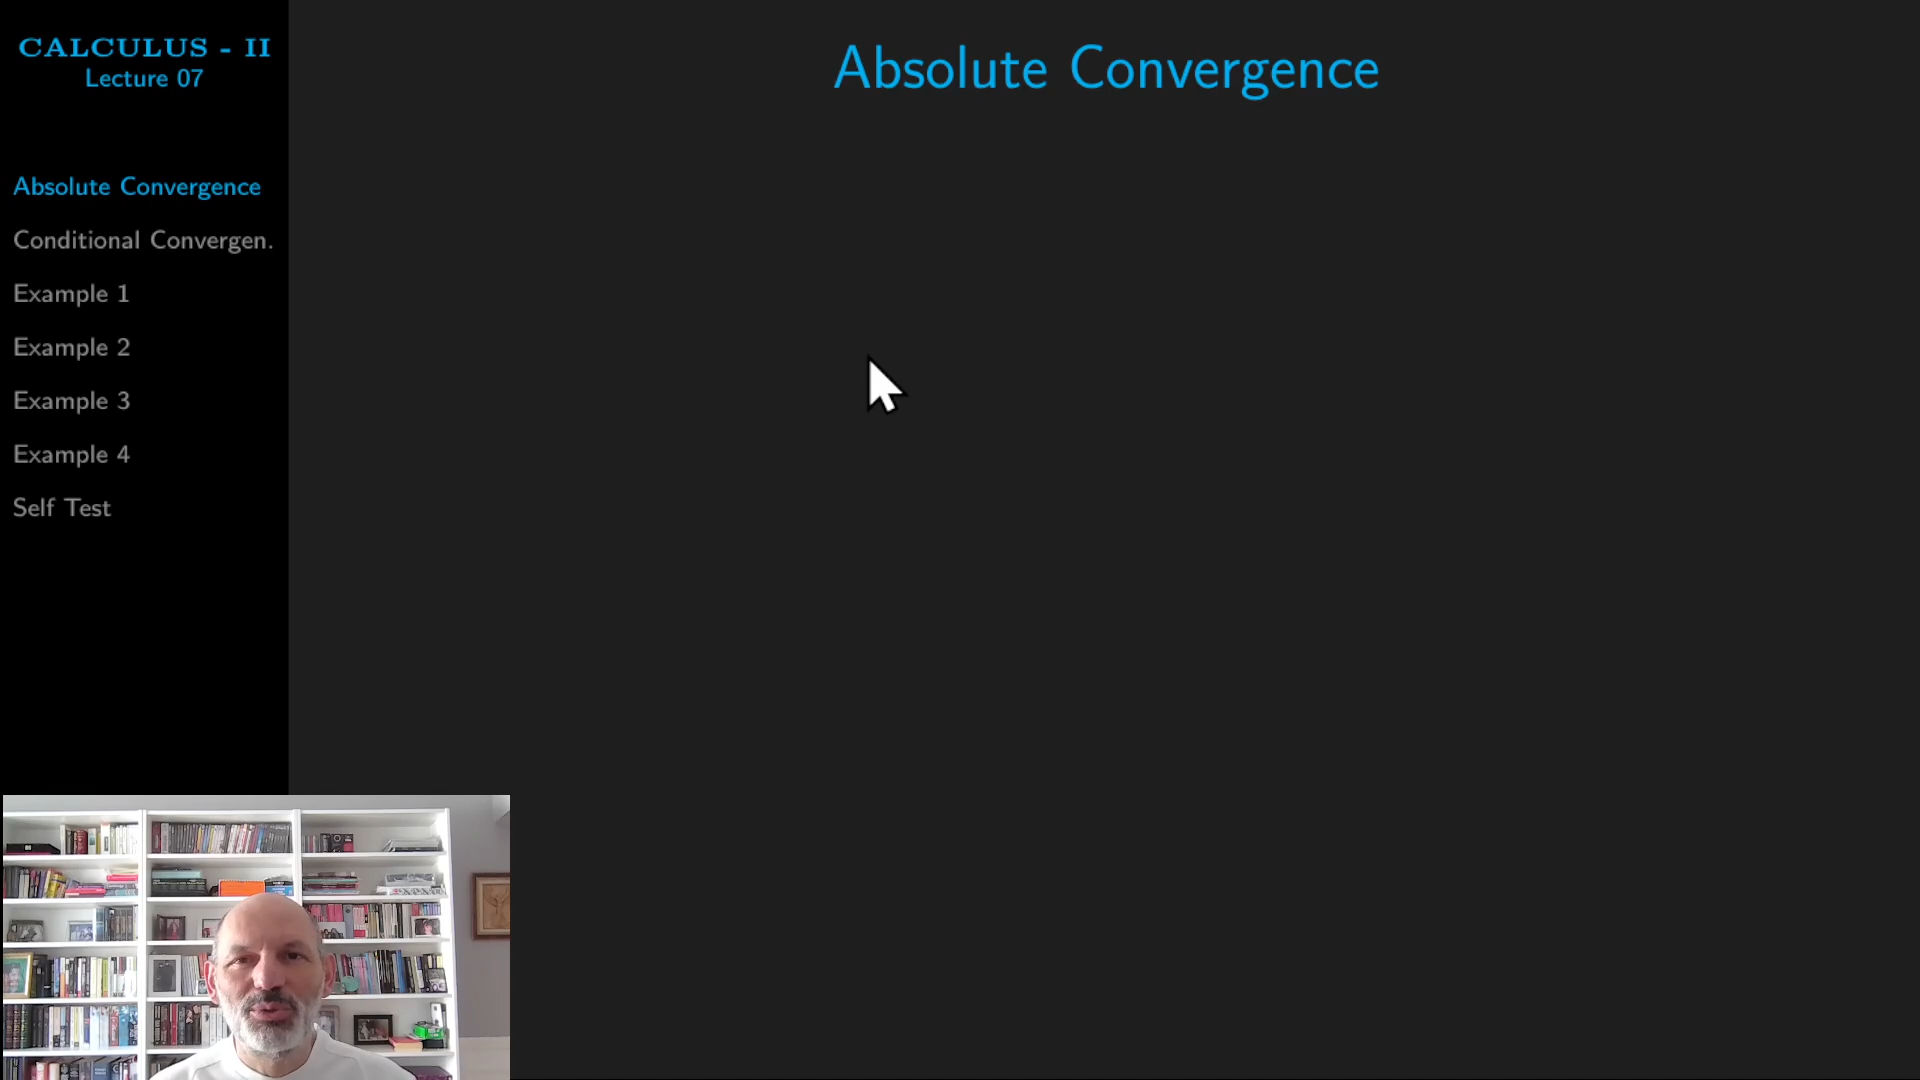 CALCULUS - II
Lecture 07
Absolute Convergence
Conditional Convergen.
Example 1
Example 2
Example 3
Example 4
Self Test
Absolute Convergence